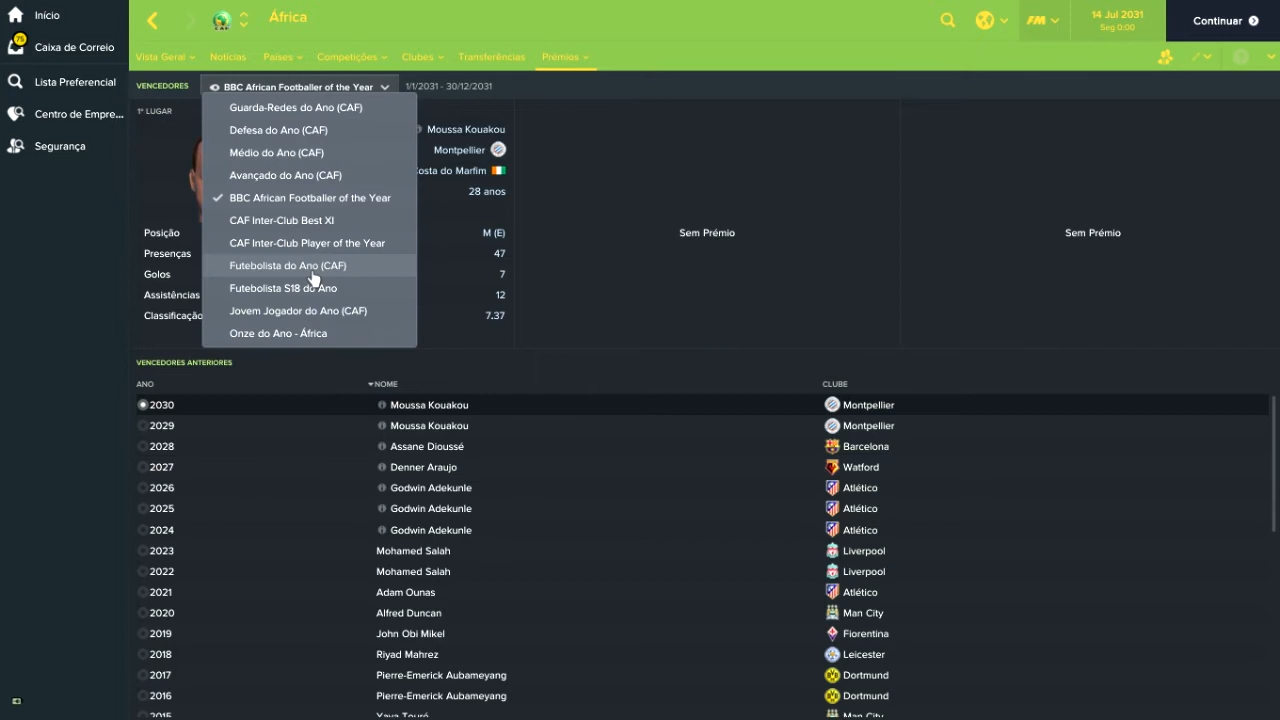 Início
75
Caixa de Correio
Lista Preferencial
Centro de Empre...
Segurança
África
FM
14 Jul 2031
Seg 0:00
Continuar
Vista Geral
Notícias
Países
Competições
Clubes
Transferências
Prémios
VENCEDORES
BBC African Footballer of the Year
1/1/2031 - 30/12/2031
Guarda-Redes do Ano (CAF)
Defesa do Ano (CAF)
Médio do Ano (CAF)
Avançado do Ano (CAF)
BBC African Footballer of the Year
CAF Inter-Club Best XI
CAF Inter-Club Player of the Year
Futebolista do Ano (CAF)
Futebolista S18 do Ano
Jovem Jogador do Ano (CAF)
Onze do Ano - África
1º LUGAR
Moussa Kouakou
Montpellier
Costa do Marfim
28 anos
Posição M (E)
Presenças 47
Golos 7
Assistências 12
Classificação 7.37
Sem Prémio
Sem Prémio
VENCEDORES ANTERIORES
ANO NOME CLUBE
2030 Moussa Kouakou Montpellier
2029 Moussa Kouakou Montpellier
2028 Assane Dioussé Barcelona
2027 Denner Araujo Watford
2026 Godwin Adekunle Atlético
2025 Godwin Adekunle Atlético
2024 Godwin Adekunle Atlético
2023 Mohamed Salah Liverpool
2022 Mohamed Salah Liverpool
2021 Adam Ounas Atlético
2020 Alfred Duncan Man City
2019 John Obi Mikel Fiorentina
2018 Riyad Mahrez Leicester
2017 Pierre-Emerick Aubameyang Dortmund
2016 Pierre-Emerick Aubameyang Dortmund
2015 Yaya Touré Man City